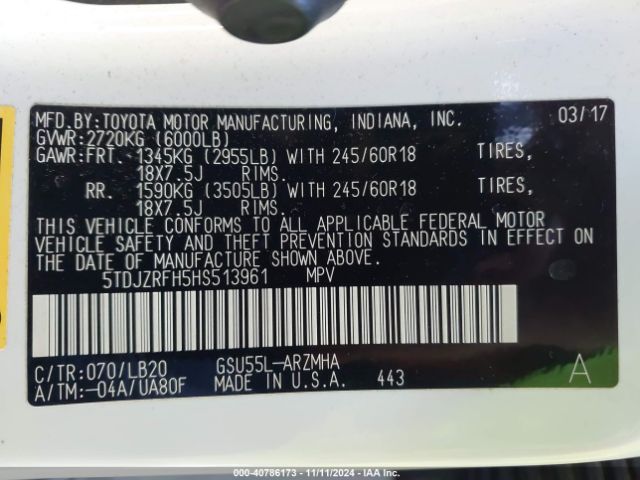 MFD.BY:TOYOTA MOTOR MANUFACTURING, INDIANA, INC. 03/17
GVWR:2720KG (6000LB)
GAWR:FRT. 1345KG (2955LB) WITH 245/60R18 TIRES,
18X7.5J RIMS.
RR. 1590KG (3505LB) WITH 245/60R18 TIRES,
18X7.5J RIMS.
THIS VEHICLE CONFORMS TO ALL APPLICABLE FEDERAL MOTOR
VEHICLE SAFETY AND THEFT PREVENTION STANDARDS IN EFFECT ON
THE DATE OF MANUFACTURE SHOWN ABOVE.
5TDJZRFH5HS513961 MPV
C/TR:070/LB20 GSU55L-ARZMHA
A/TM:-04A/UA80F MADE IN U.S.A. 443 A
000-40786173 - 11/11/2024 - IAA Inc.